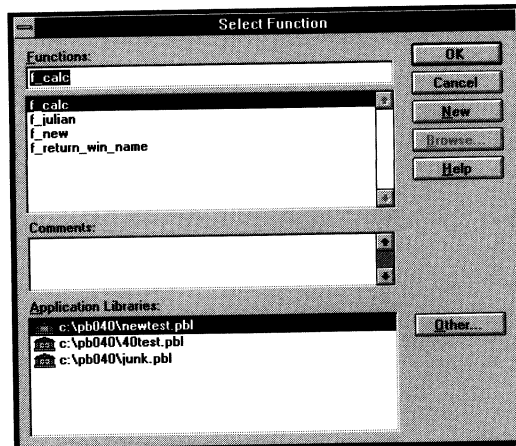 Select Function
Functions:
f_calc
f_calc
f_julian
f_new
f_return_win_name
Comments:
Application Libraries:
c:\pb040\newtest.pbl
c:\pb040\40test.pbl
c:\pb040\junk.pbl
OK
Cancel
New
Browse...
Help
Other...